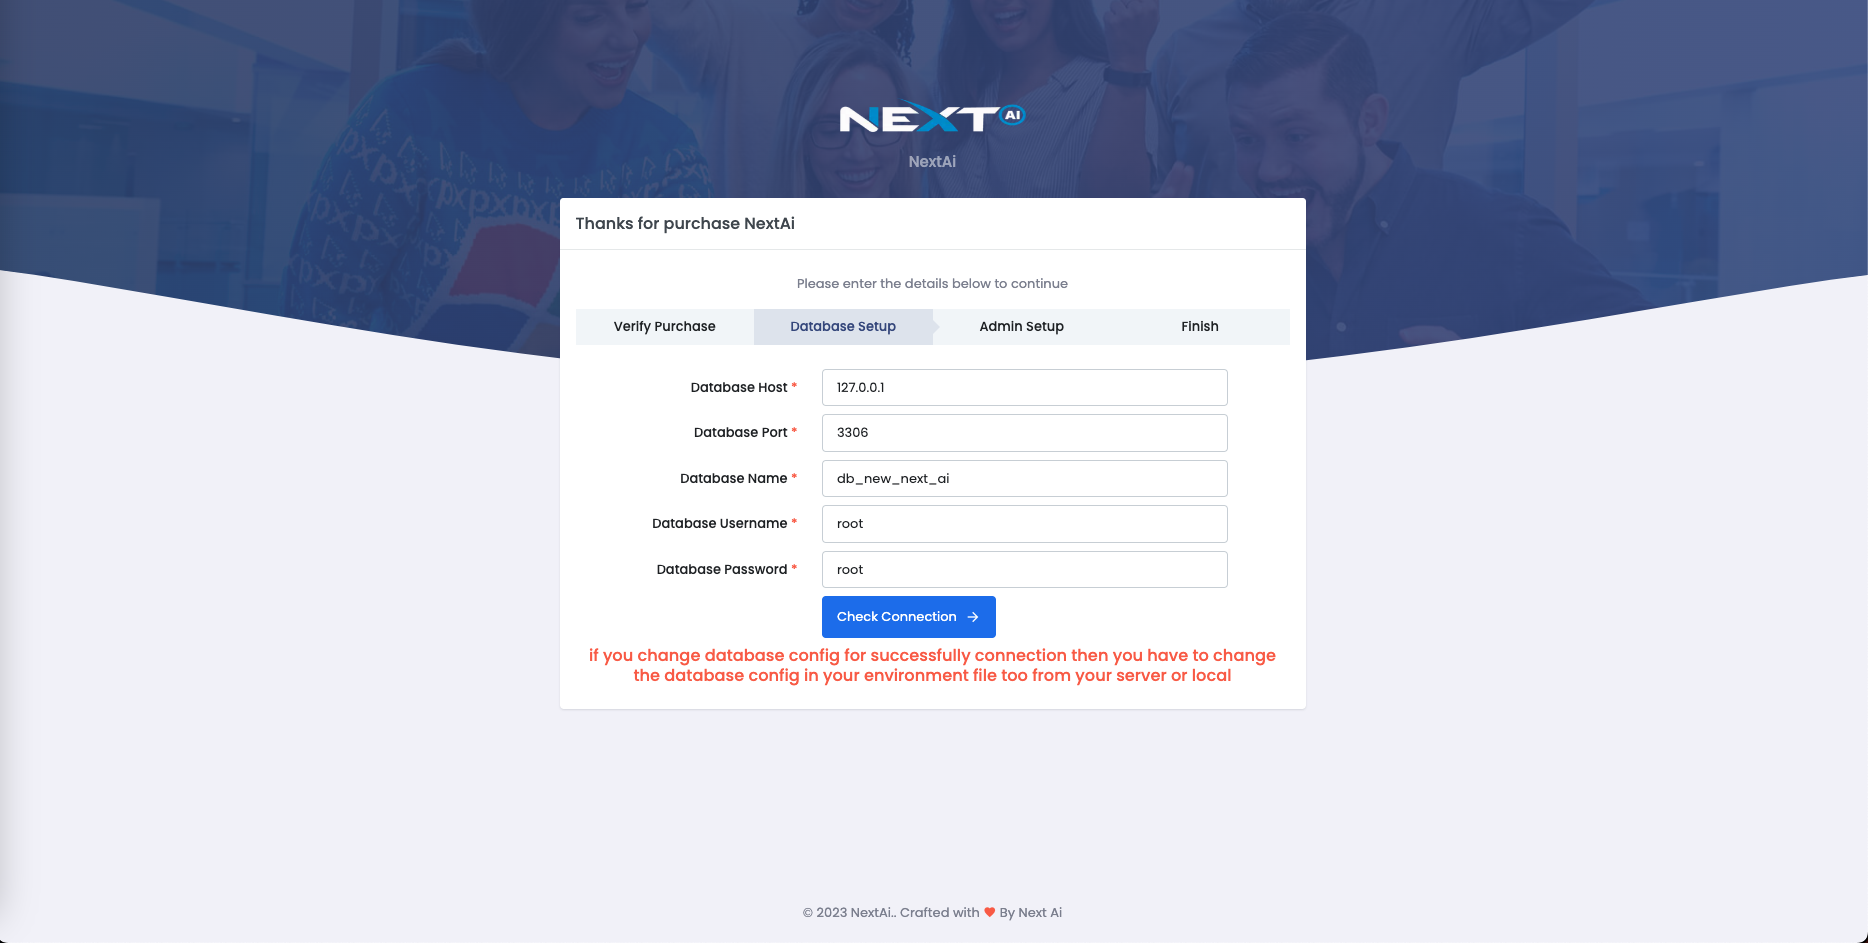 NEXT AI
NextAi
Thanks for purchase NextAi
Please enter the details below to continue
Verify Purchase Database Setup Admin Setup Finish
Database Host * 127.0.0.1
Database Port * 3306
Database Name * db_new_next_ai
Database Username * root
Database Password * root
Check Connection →
if you change database config for successfully connection then you have to change
the database config in your environment file too from your server or local
© 2023 NextAi.. Crafted with ♥ By Next Ai